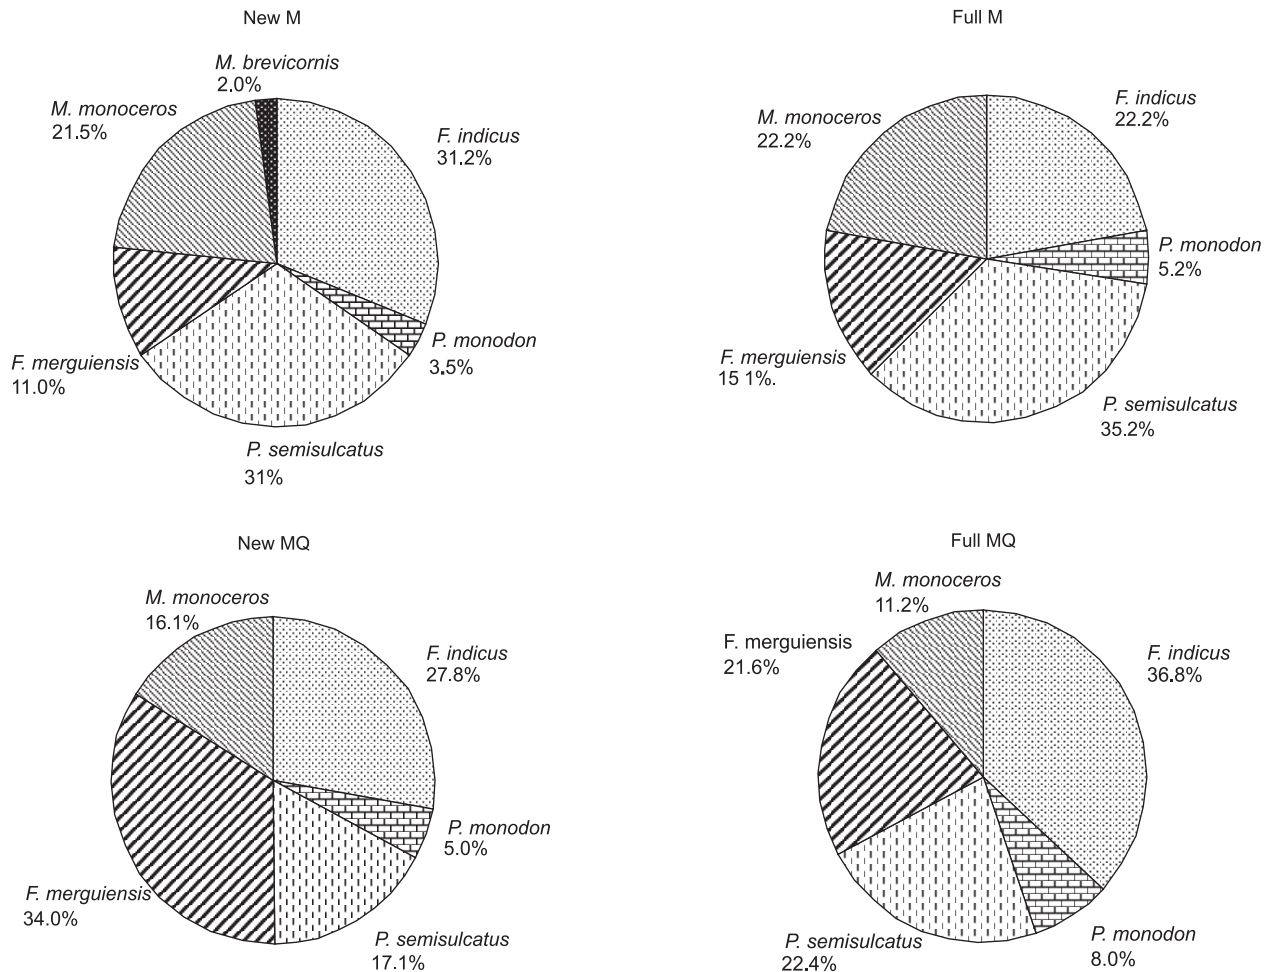 New M
M. brevicornis
2.0%
M. monoceros
21.5%
F. indicus
31.2%
P. monodon
3.5%
F. merguiensis
11.0%
P. semisulcatus
31%
Full M
M. monoceros
22.2%
F. indicus
22.2%
P. monodon
5.2%
F. merguiensis
15 1%.
P. semisulcatus
35.2%
New MQ
M. monoceros
16.1%
F. indicus
27.8%
P. monodon
5.0%
F. merguiensis
34.0%
P. semisulcatus
17.1%
Full MQ
M. monoceros
11.2%
F. merguiensis
21.6%
F. indicus
36.8%
P. semisulcatus
22.4%
P. monodon
8.0%